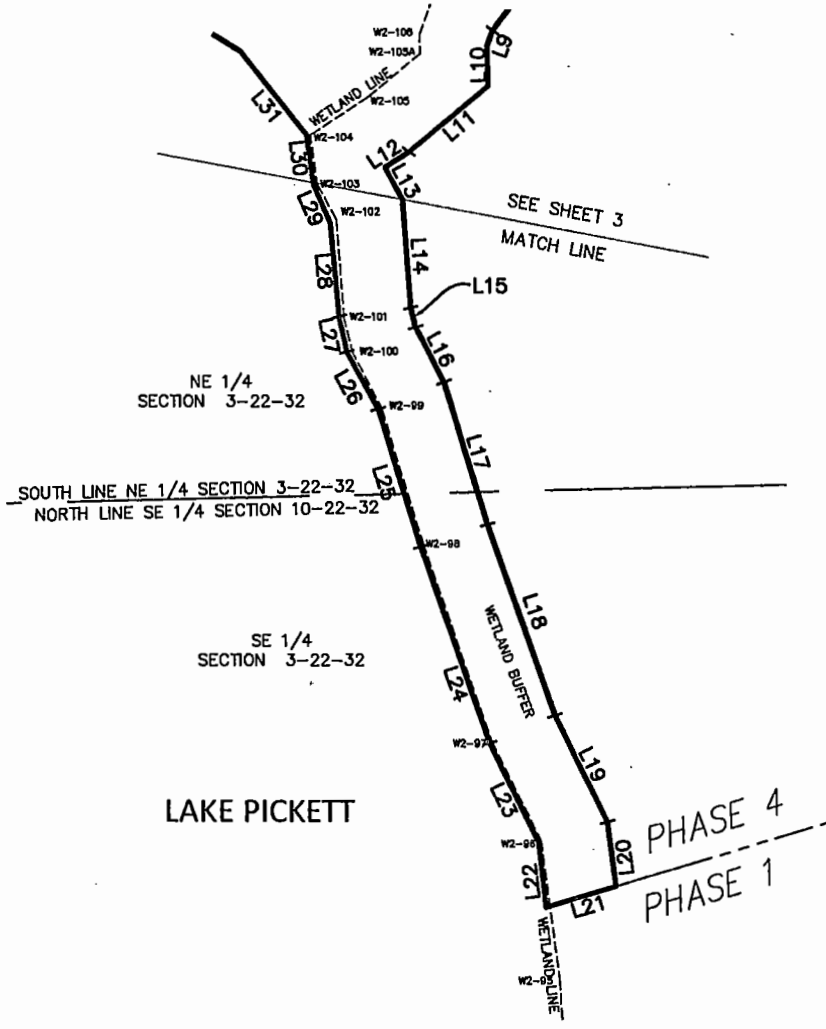 W2-106
L9
W2-105A
L10
WETLAND LINE
W2-105
L31
L11
W2-104
L12
L30
W2-103
L13
SEE SHEET 3
L29
W2-102
MATCH LINE
L14
L28
L15
W2-101
L27
W2-100
L16
NE 1/4
SECTION 3-22-32
L26
W2-99
L17
SOUTH LINE NE 1/4 SECTION 3-22-32
L25
NORTH LINE SE 1/4 SECTION 10-22-32
W2-98
L18
SE 1/4
SECTION 3-22-32
WETLAND BUFFER
L24
W2-97
L19
L23
LAKE PICKETT
PHASE 4
W2-96
L20
L22
PHASE 1
L21
WETLAND LINE
W2-95